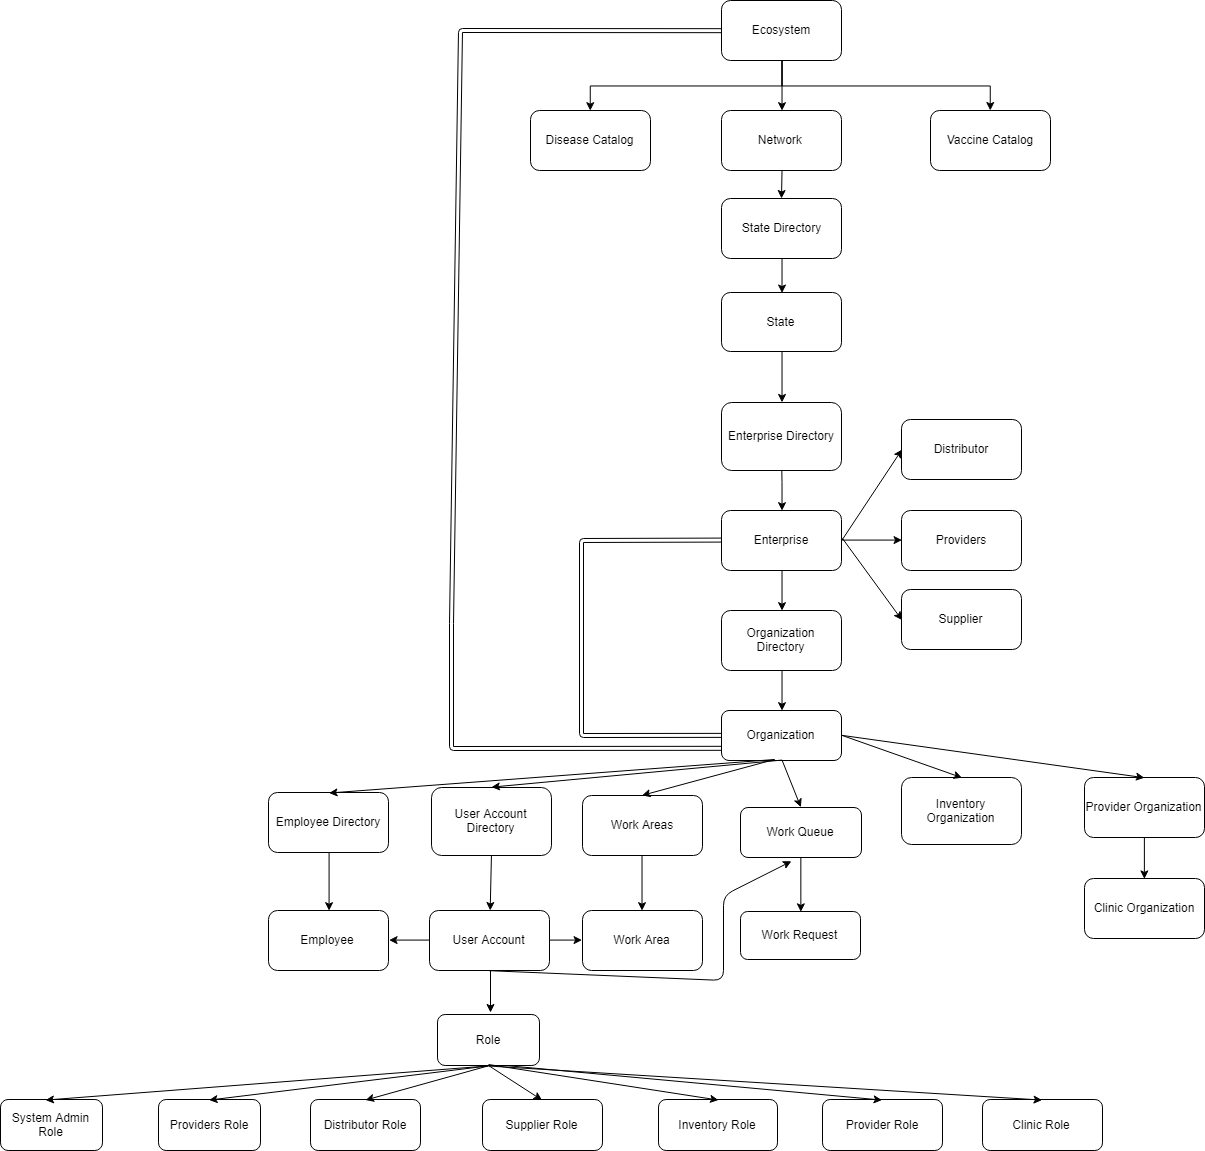 Ecosystem
Disease Catalog
Network
Vaccine Catalog
State Directory
State
Enterprise Directory
Distributor
Enterprise
Providers
Supplier
Organization
Directory
Organization
Employee Directory
User Account
Directory
Work Areas
Work Queue
Inventory
Organization
Provider Organization
Clinic Organization
Employee
User Account
Work Area
Work Request
Role
System Admin
Role
Providers Role
Distributor Role
Supplier Role
Inventory Role
Provider Role
Clinic Role